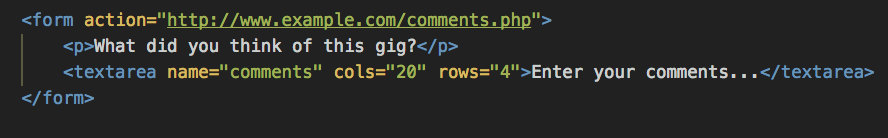 <form action="http://www.example.com/comments.php">
    <p>What did you think of this gig?</p>
    <textarea name="comments" cols="20" rows="4">Enter your comments...</textarea>
</form>